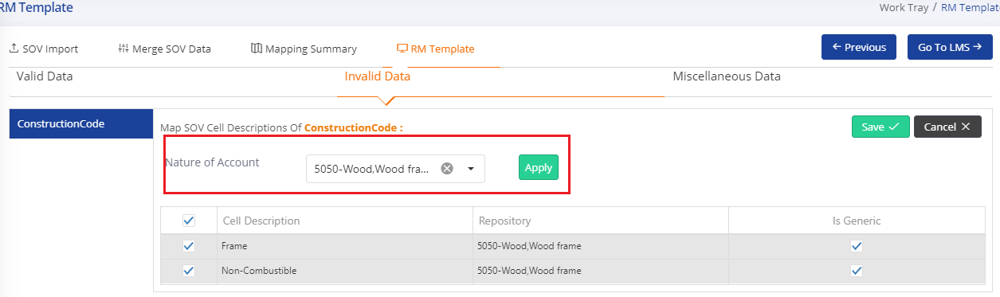 RM Template
Work Tray / RM Templat
SOV Import
Merge SOV Data
Mapping Summary
RM Template
Previous
Go To LMS
Valid Data
Invalid Data
Miscellaneous Data
ConstructionCode
Map SOV Cell Descriptions Of ConstructionCode :
Save
Cancel
Nature of Account
5050-Wood,Wood fra...
Apply
Cell Description
Repository
Is Generic
Frame
5050-Wood,Wood frame
Non-Combustible
5050-Wood,Wood frame